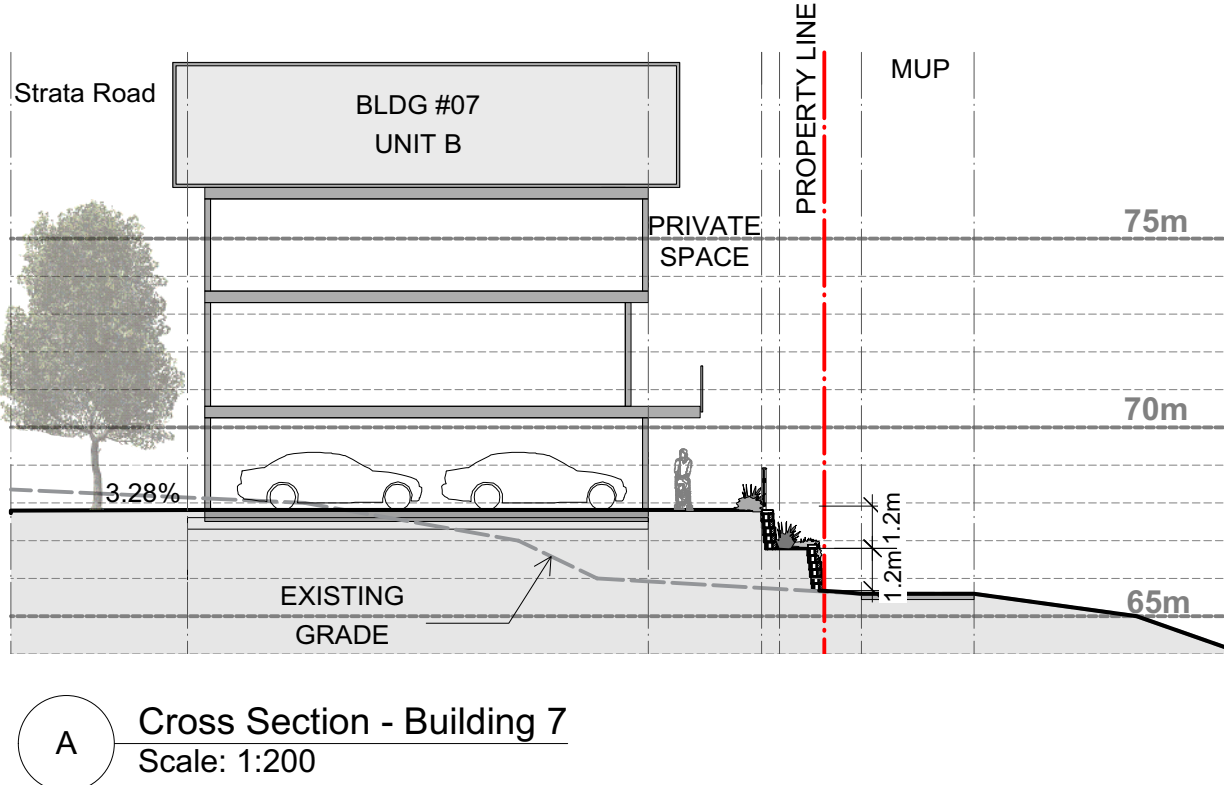 Strata Road
BLDG #07
UNIT B
PROPERTY LINE
MUP
PRIVATE
SPACE
75m
70m
3.28%
1.2m
1.2m
EXISTING
GRADE
65m
A
Cross Section - Building 7
Scale: 1:200